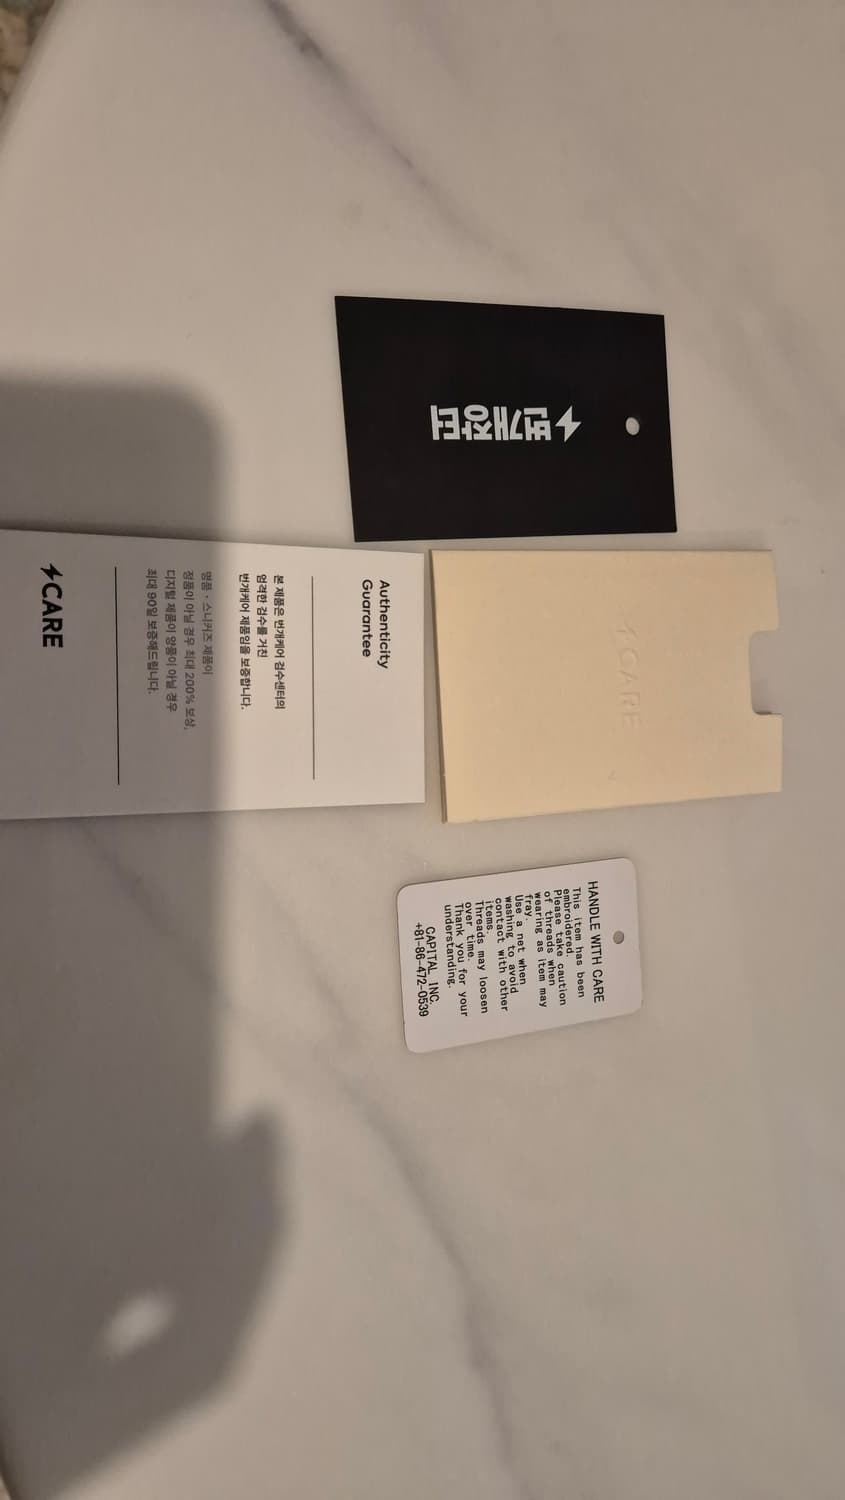 번개장터
Authenticity
Guarantee
본 제품은 번개케어 검수센터의
엄격한 검수를 거친
번개케어 제품임을 보증합니다.
명품·스니커즈 제품이
정품이 아닐 경우 최대 200% 보상,
디지털 제품이 양품이 아닐 경우
최대 90일 보증해드립니다.
CARE
CARE
HANDLE WITH CARE
This item has been
embroidered.
Please take caution
of threads when
wearing as item may
fray.
Use a net when
washing to avoid
contact with other
items.
Threads may loosen
over time.
Thank you for your
understanding.
CAPITAL INC.
+81-86-472-0539